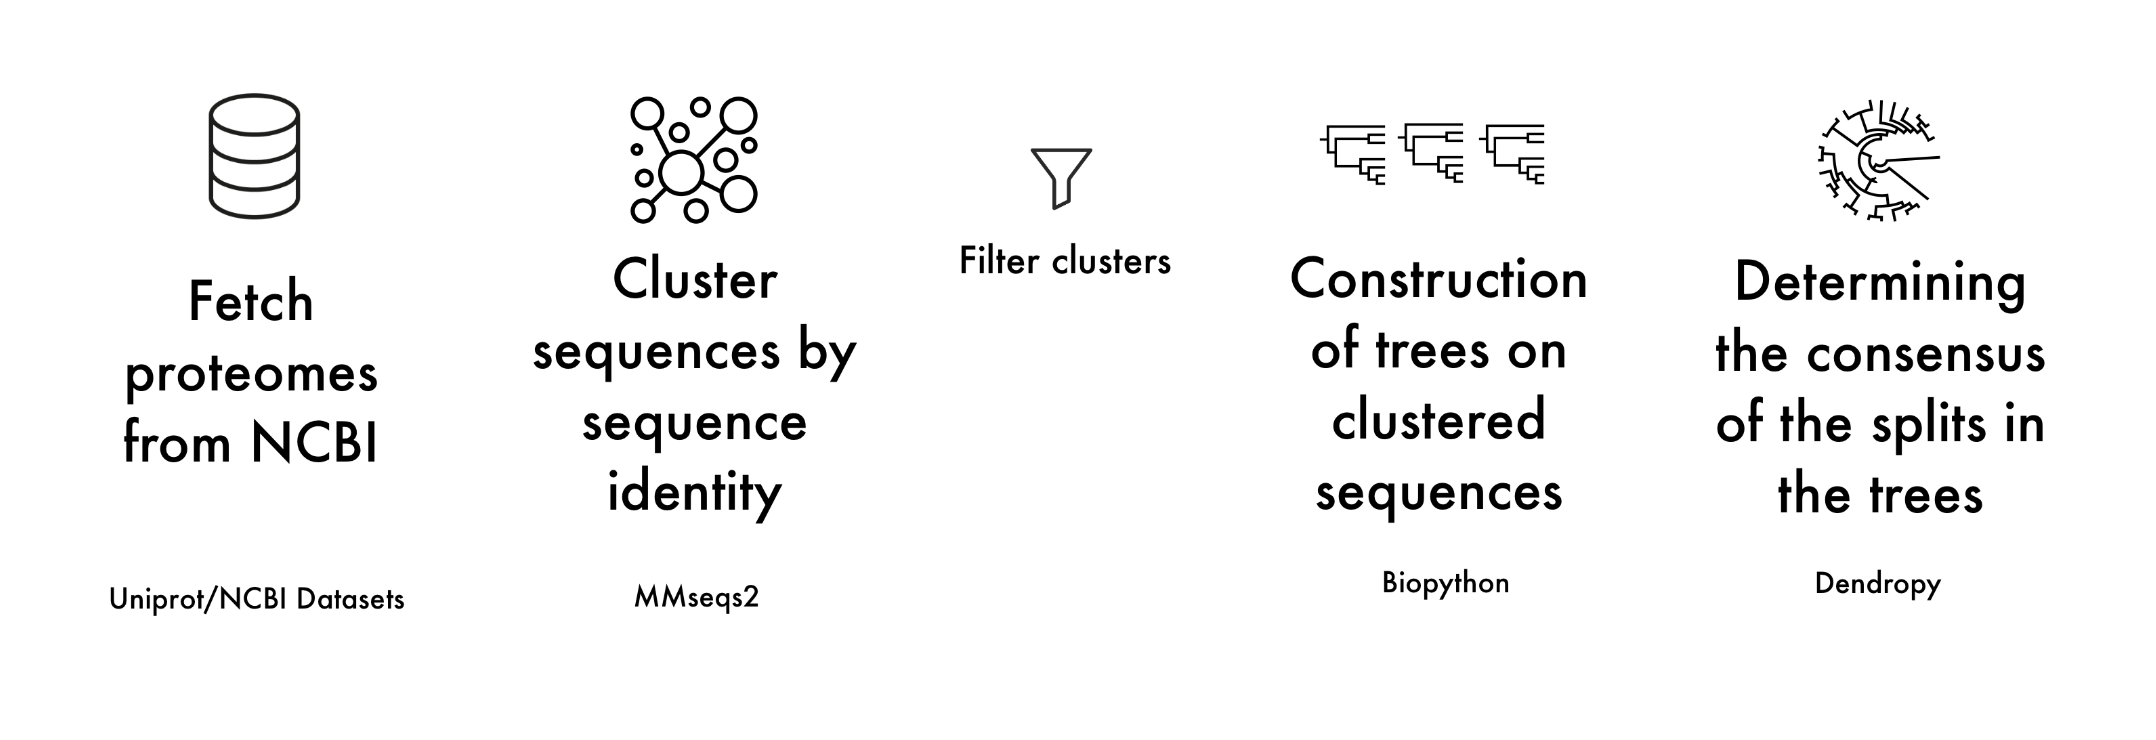 Fetch
proteomes
from NCBI
Uniprot/NCBI Datasets
Cluster
sequences by
sequence
identity
MMseqs2
Filter clusters
Construction
of trees on
clustered
sequences
Biopython
Determining
the consensus
of the splits in
the trees
Dendropy